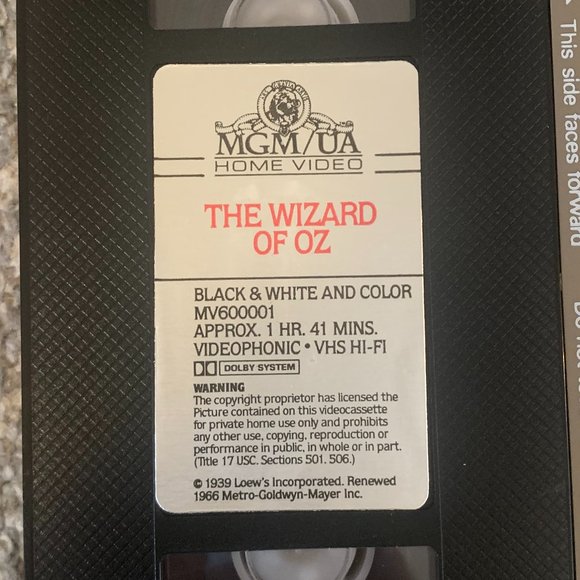 MGM/UA
HOME VIDEO
THE WIZARD
OF OZ
BLACK & WHITE AND COLOR
MV600001
APPROX. 1 HR. 41 MINS.
VIDEOPHONIC • VHS HI-FI
DOLBY SYSTEM
WARNING
The copyright proprietor has licensed the
Picture contained on this videocassette
for private home use only and prohibits
any other use, copying, reproduction or
performance in public, in whole or in part.
(Title 17 USC. Sections 501. 506.)
© 1939 Loew's Incorporated. Renewed
1966 Metro-Goldwyn-Mayer Inc.
This side faces forward